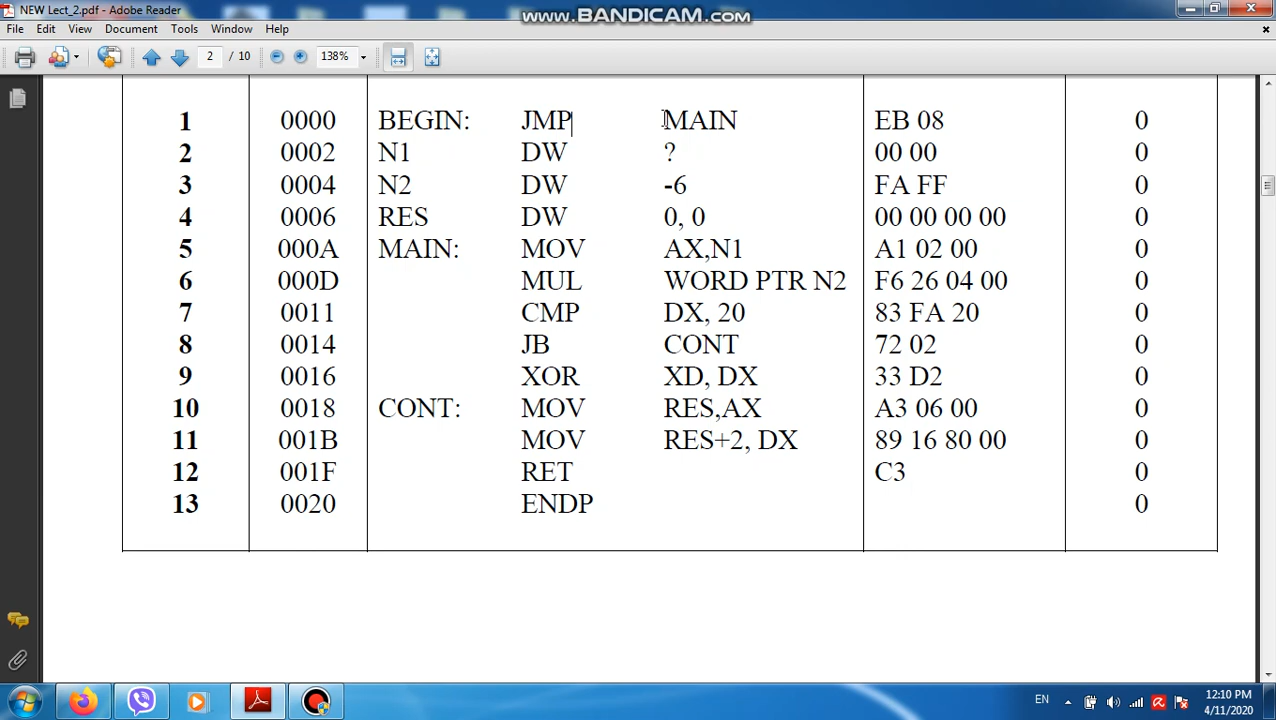 NEW Lect_2.pdf - Adobe Reader
www.BANDICAM.com
File Edit View Document Tools Window Help
2 / 10 138%
1 0000 BEGIN: JMP MAIN EB 08 0
2 0002 N1 DW ? 00 00 0
3 0004 N2 DW -6 FA FF 0
4 0006 RES DW 0, 0 00 00 00 00 0
5 000A MAIN: MOV AX,N1 A1 02 00 0
6 000D MUL WORD PTR N2 F6 26 04 00 0
7 0011 CMP DX, 20 83 FA 20 0
8 0014 JB CONT 72 02 0
9 0016 XOR XD, DX 33 D2 0
10 0018 CONT: MOV RES,AX A3 06 00 0
11 001B MOV RES+2, DX 89 16 80 00 0
12 001F RET C3 0
13 0020 ENDP 0
EN 12:10 PM
4/11/2020